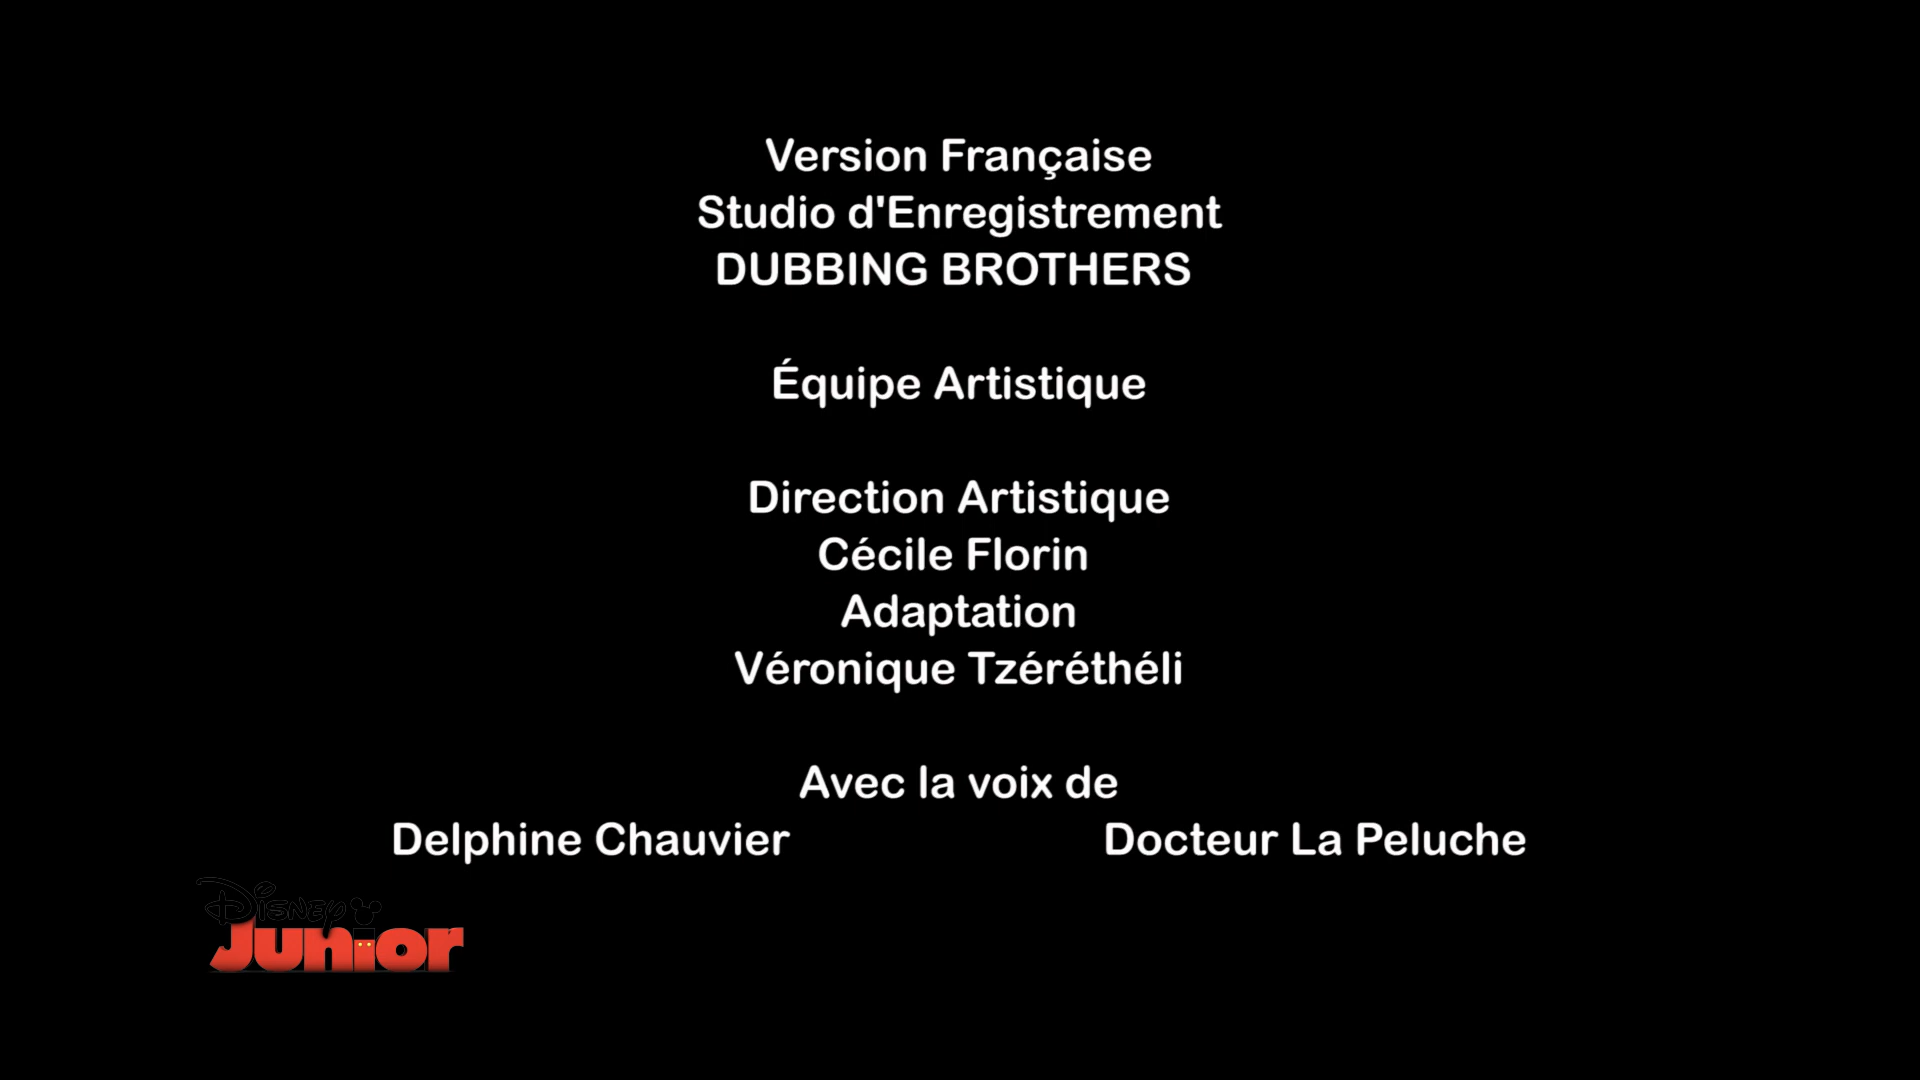 Version Française
Studio d'Enregistrement
DUBBING BROTHERS
Équipe Artistique
Direction Artistique
Cécile Florin
Adaptation
Véronique Tzéréthéli
Avec la voix de
Delphine Chauvier Docteur La Peluche
Disney
Junior